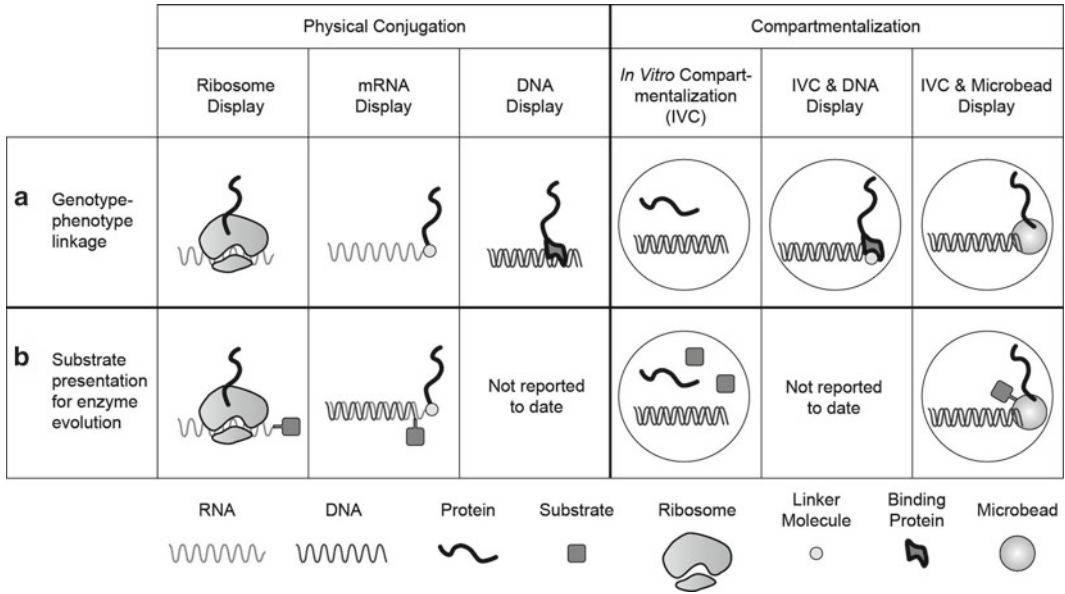 Physical Conjugation
Compartmentalization
Ribosome
Display
mRNA
Display
DNA
Display
In Vitro Compart-
mentalization
(IVC)
IVC & DNA
Display
IVC & Microbead
Display
a
Genotype-
phenotype
linkage
b
Substrate
presentation
for enzyme
evolution
Not reported
to date
Not reported
to date
RNA
DNA
Protein
Substrate
Ribosome
Linker
Molecule
Binding
Protein
Microbead